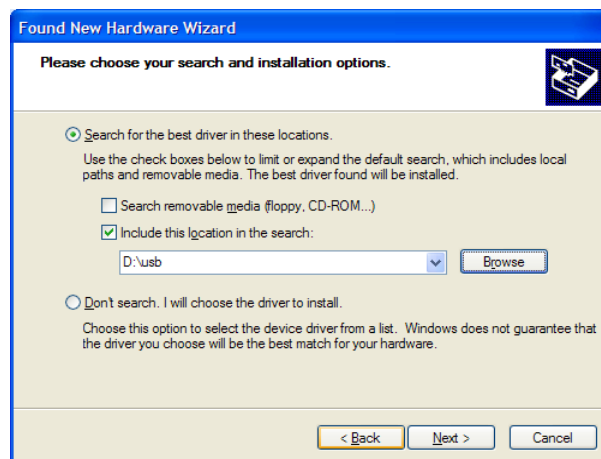 Found New Hardware Wizard
Please choose your search and installation options.
Search for the best driver in these locations.
Use the check boxes below to limit or expand the default search, which includes local
paths and removable media. The best driver found will be installed.
Search removable media (floppy, CD-ROM...)
Include this location in the search:
D:\usb
Browse
Don't search. I will choose the driver to install.
Choose this option to select the device driver from a list. Windows does not guarantee that
the driver you choose will be the best match for your hardware.
< Back
Next >
Cancel